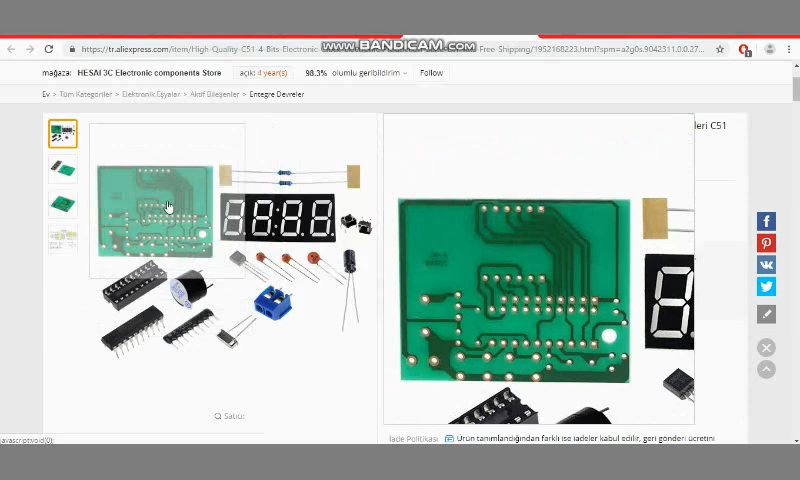 www.BANDICAM.com
https://tr.aliexpress.com/item/High-Quality-C51-4-Bits-Electronic-
Free-Shipping/1952168223.html?spm=a2g0s.9042311.0.0.27...
mağaza: HESAI 3C Electronic components Store
açık: 4 year(s)
98.3% olumlu geribildirim
Follow
Ev > Tüm Kategoriler > Elektronik Eşyalar > Aktif Bileşenler > Entegre Devreler
leri C51
Satıcı
İade Politikası
Ürün tanımlandığından farklı ise iadeler kabul edilir, geri gönderi ücretini
javascript:void(0);